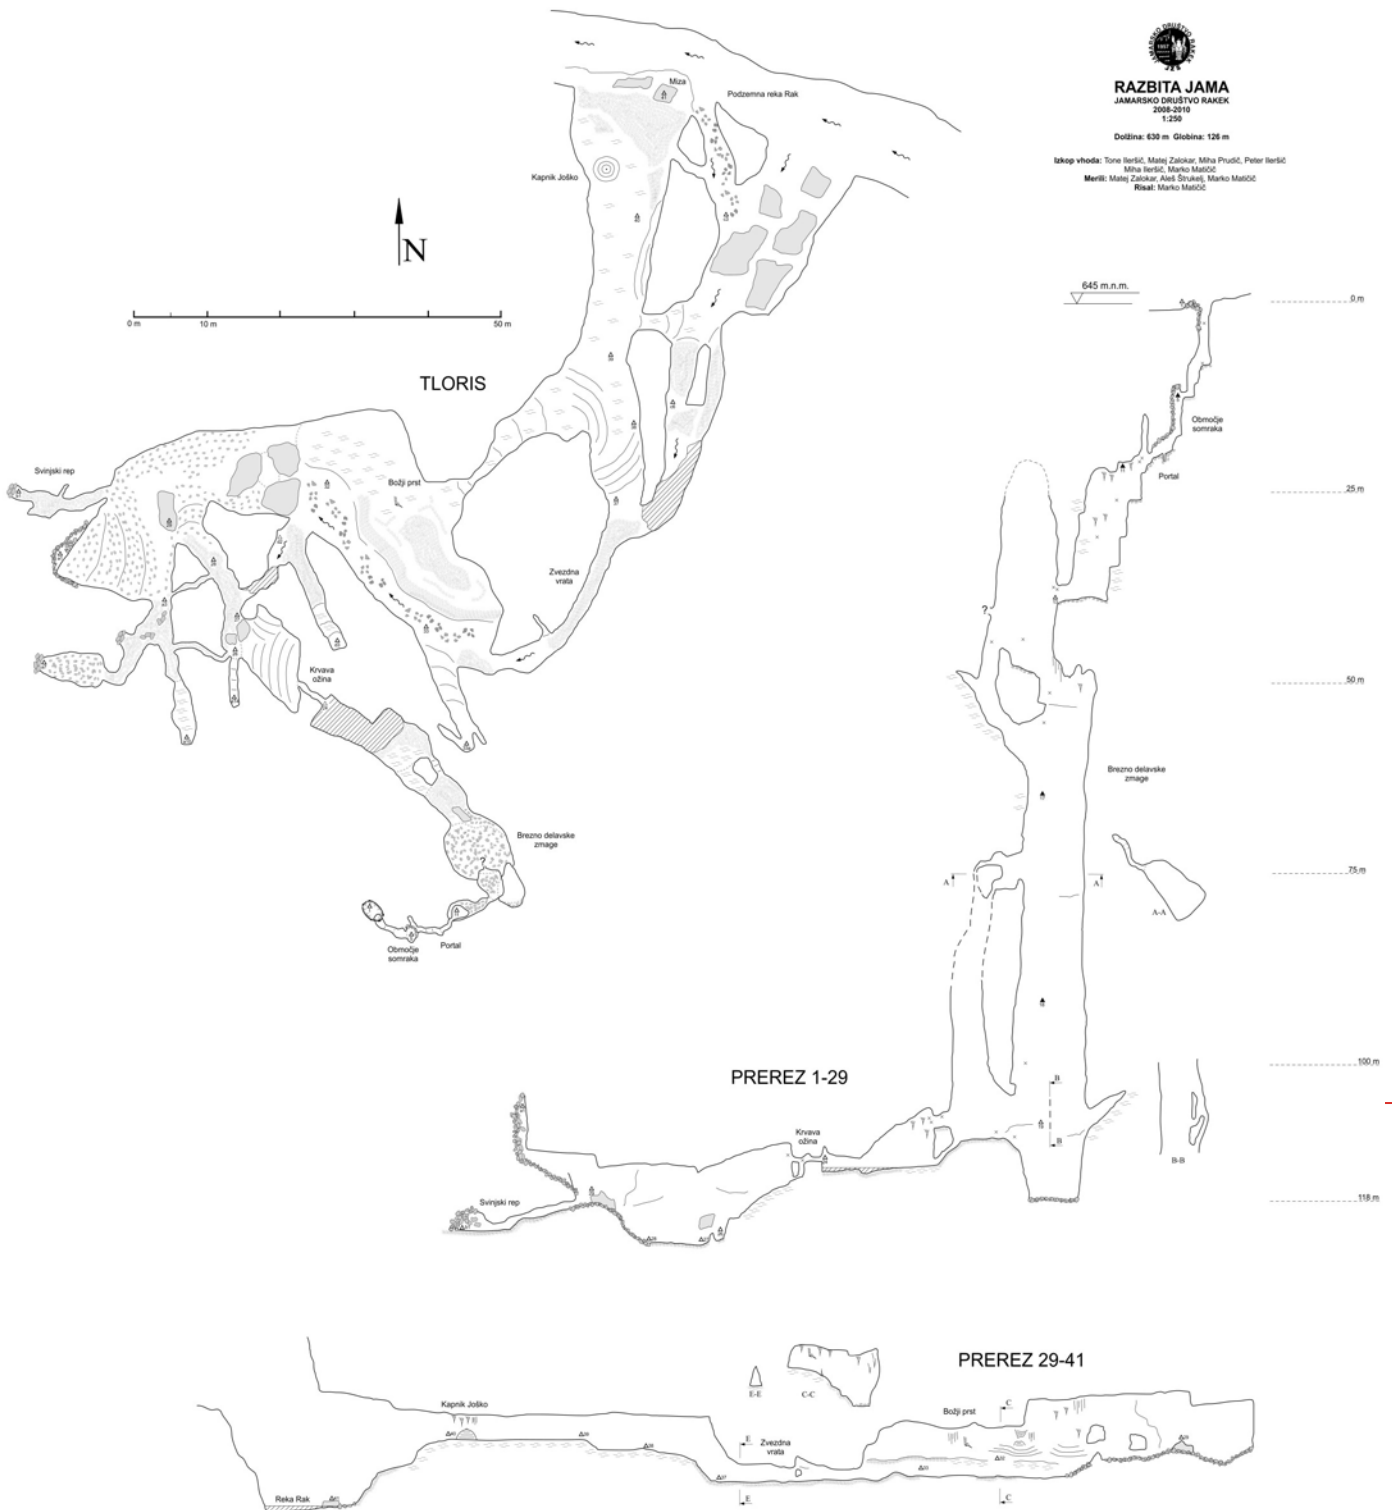 JAMARSKO DRUŠTVO RAKEK
1957
RAZBITA JAMA
JAMARSKO DRUŠTVO RAKEK
2008-2010
1:250
Dolžina: 630 m Globina: 126 m
Izkop vhoda: Tone Ileršič, Matej Zalokar, Miha Prudič, Peter Ileršič
Miha Ileršič, Marko Matičič
Merili: Matej Zalokar, Aleš Štrukelj, Marko Matičič
Risal: Marko Matičič
Miza
Podzemna reka Rak
Kapnik Joško
N
0 m
10 m
50 m
TLORIS
Svinjski rep
Božji prst
Zvezdna
vrata
Krvava
ožina
Brezno delavske
zmage
?
Portal
Območje
somraka
645 m.n.m.
0 m
Območje
somraka
Portal
25 m
?
50 m
Brezno delavske
zmage
75 m
A
A
A-A
100 m
B
B
B-B
118 m
PREREZ 1-29
Krvava
ožina
Svinjski rep
PREREZ 29-41
E-E
C-C
Kapnik Joško
Božji prst
C
Zvezdna
vrata
E
Reka Rak
E
C